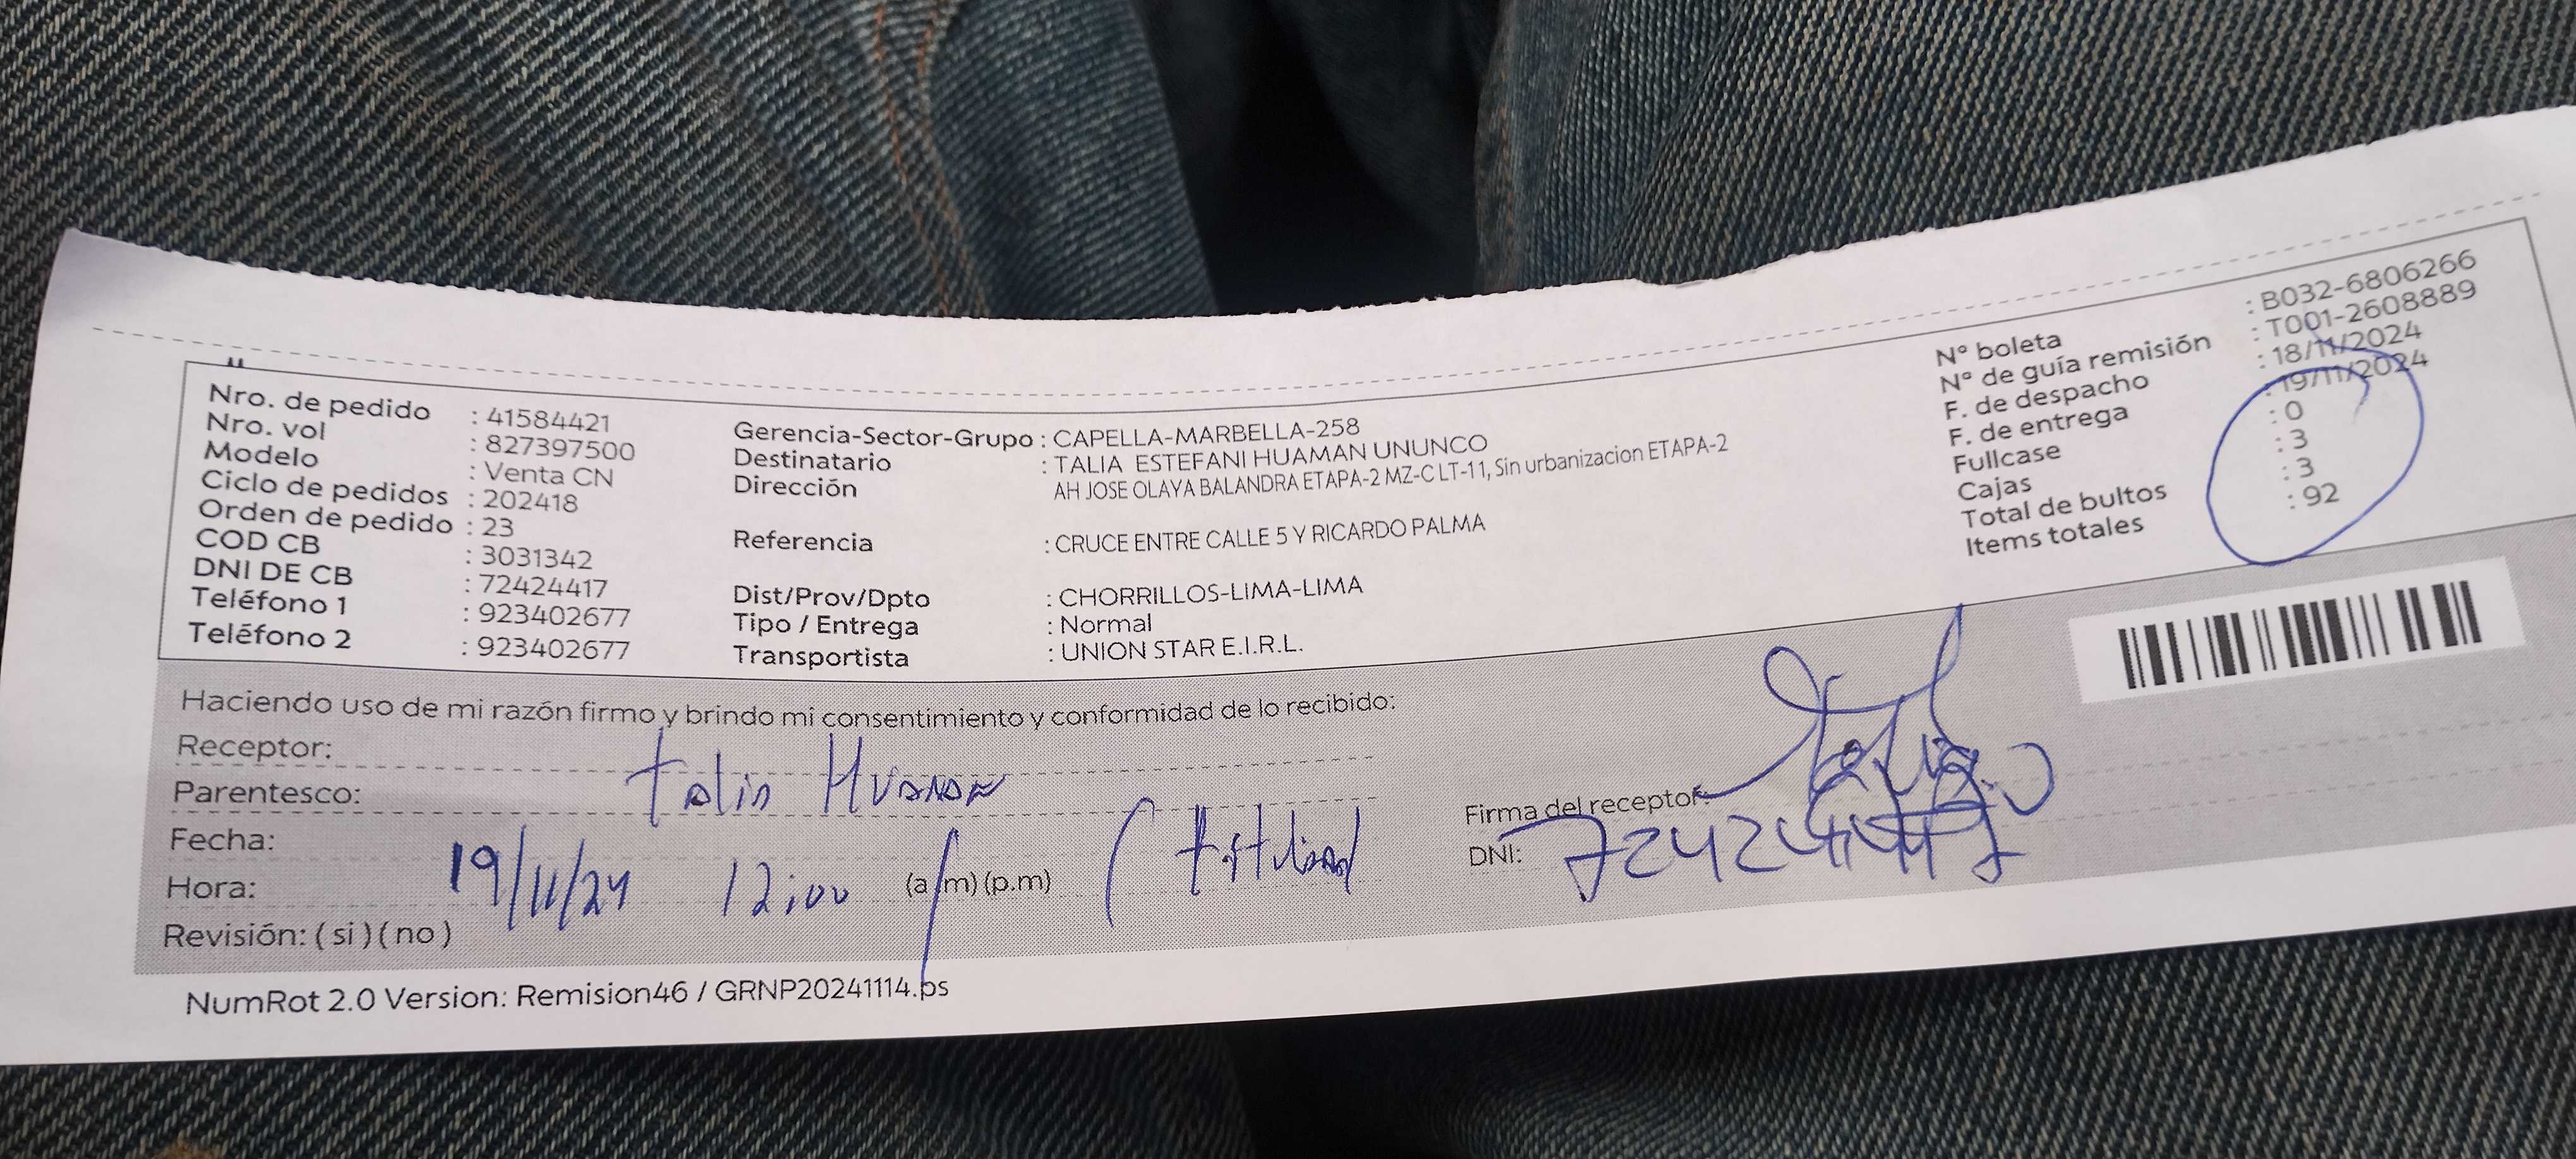 Nro. de pedido : 41584421
Nro. vol : 827397500
Modelo : Venta CN
Ciclo de pedidos : 202418
Orden de pedido : 23
COD CB : 3031342
DNI DE CB : 72424417
Teléfono 1 : 923402677
Teléfono 2 : 923402677
Gerencia-Sector-Grupo : CAPELLA-MARBELLA-258
Destinatario : TALIA ESTEFANI HUAMAN UNUNCO
Dirección AH JOSE OLAYA BALANDRA ETAPA-2 MZ-C LT-11, Sin urbanizacion ETAPA-2
Referencia : CRUCE ENTRE CALLE 5 Y RICARDO PALMA
Dist/Prov/Dpto : CHORRILLOS-LIMA-LIMA
Tipo / Entrega : Normal
Transportista : UNION STAR E.I.R.L.
N° boleta : B032-6806266
N° de guía remisión : T001-2608889
F. de despacho : 18/11/2024
F. de entrega : 19/11/2024
Fullcase : 0
Cajas : 3
Total de bultos : 3
Items totales : 92
Haciendo uso de mi razón firmo y brindo mi consentimiento y conformidad de lo recibido:
Receptor:
Parentesco: Talia Huaman
Fecha:
Hora: 19/11/24 12:00 (a.m) (p.m)
Revisión: ( si ) ( no )
Firma del receptor:
DNI: 72424417
NumRot 2.0 Version: Remision46 / GRNP20241114.ps